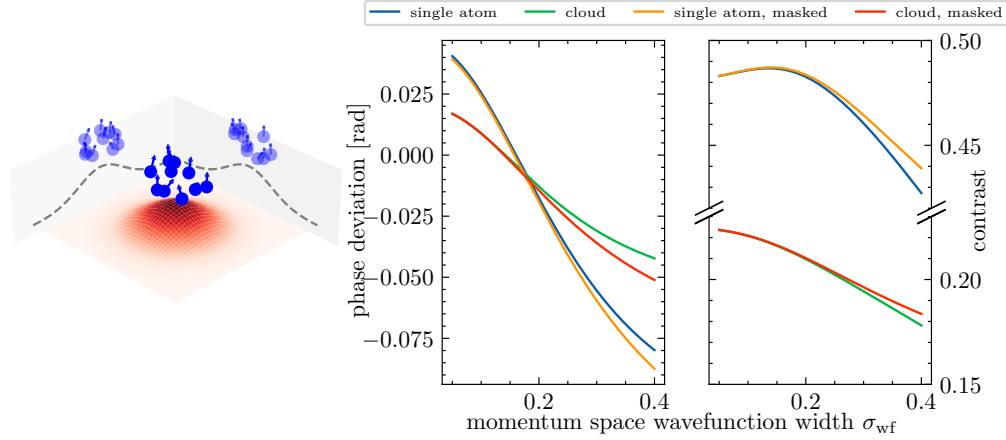 single atom cloud single atom, masked cloud, masked
phase deviation [rad]
0.025
0.000
−0.025
−0.050
−0.075
0.2 0.4
0.50
0.45
0.20
0.15
contrast
0.2 0.4
momentum space wavefunction width σwf